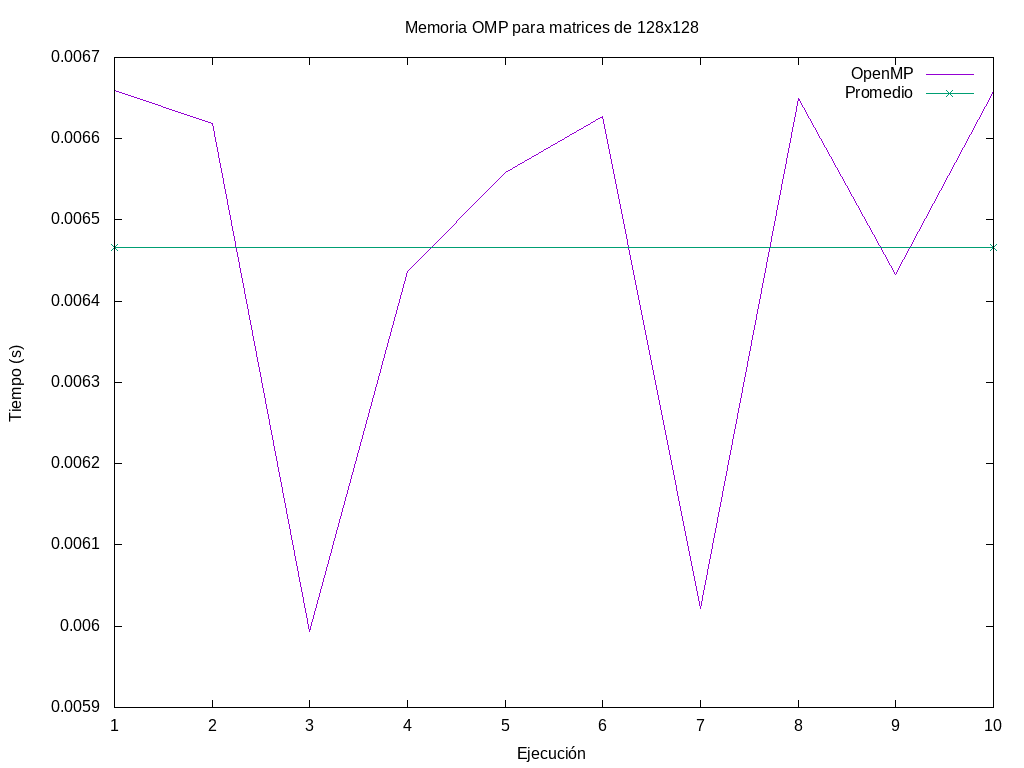 Memoria OMP para matrices de 128x128
OpenMP
Promedio
0.0067
0.0066
0.0065
0.0064
0.0063
0.0062
0.0061
0.006
0.0059
Tiempo (s)
1 2 3 4 5 6 7 8 9 10
Ejecución